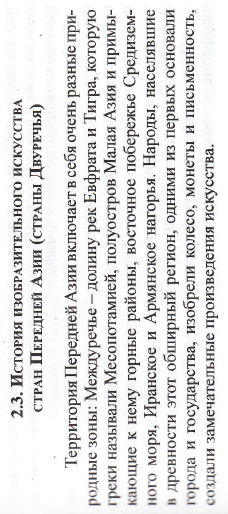 2.3. История изобразительного искусства
стран Передней Азии (страны Двуречья)
Территория Передней Азии включает в себя очень разные при-
родные зоны: Междуречье – долину рек Евфрата и Тигра, которую
греки называли Месопотамией, полуостров Малая Азия и примы-
кающие к нему горные районы, восточное побережье Средизем-
ного моря, Иранское и Армянское нагорья. Народы, населявшие
в древности этот обширный регион, одними из первых основали
города и государства, изобрели колесо, монеты и письменность,
создали замечательные произведения искусства.